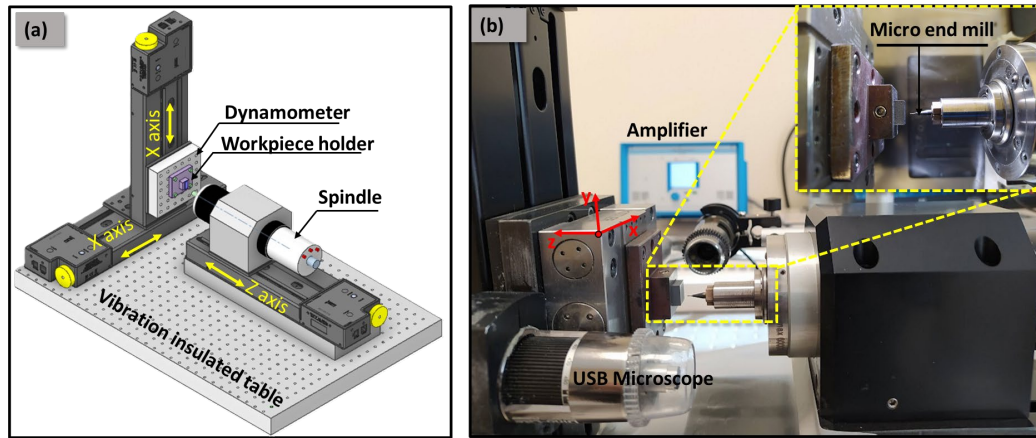 (a)
Dynamometer
Workpiece holder
X axis
Spindle
X axis
Z axis
Vibration insulated table
(b)
Micro end mill
Amplifier
Y
X
Z
USB Microscope